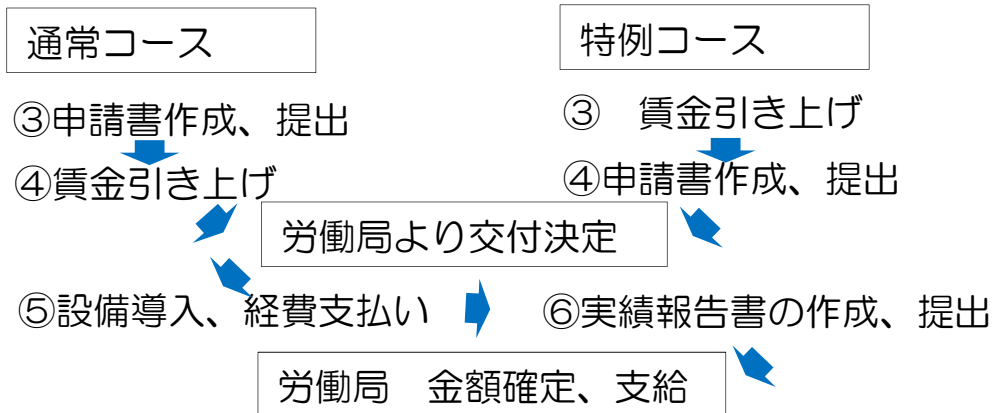 通常コース
特例コース
③申請書作成、提出
③　賃金引き上げ
④賃金引き上げ
④申請書作成、提出
労働局より交付決定
⑤設備導入、経費支払い
⑥実績報告書の作成、提出
労働局　金額確定、支給